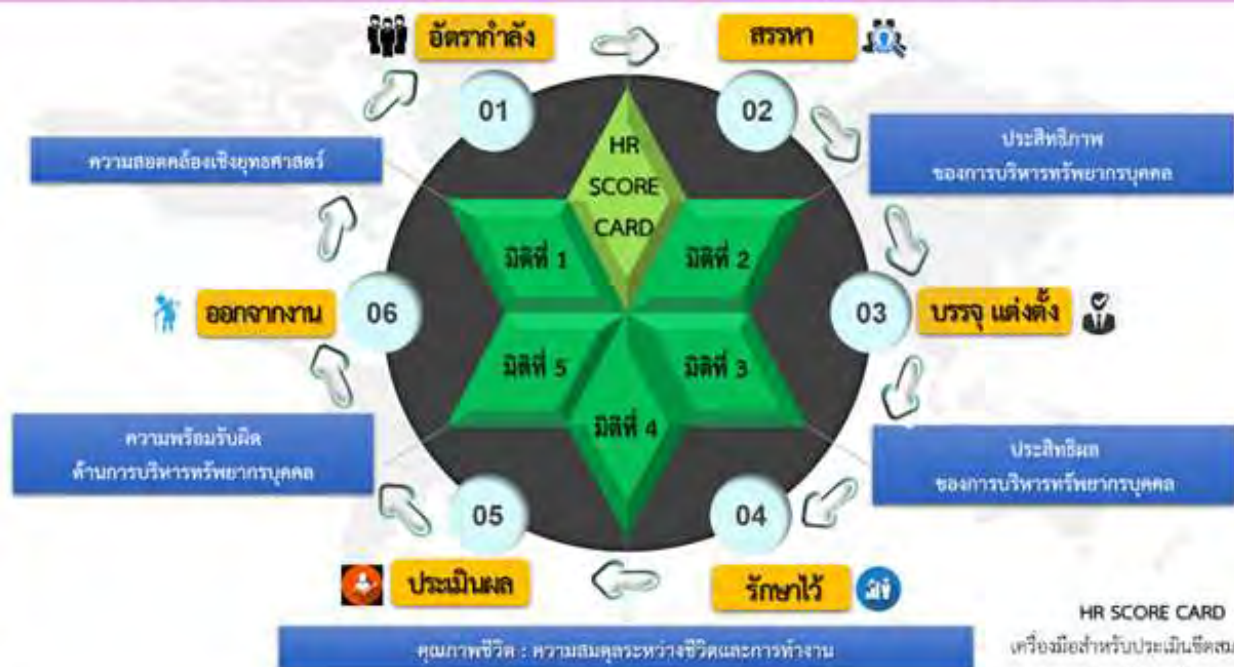 อัตรากำลัง
สรรหา
01
02
ความสอดคล้องเชิงยุทธศาสตร์
ประสิทธิภาพ
ของการบริหารทรัพยากรบุคคล
HR
SCORE
CARD
มิติที่ 1
มิติที่ 2
ออกจากงาน
06
03
บรรจุ แต่งตั้ง
มิติที่ 5
มิติที่ 3
มิติที่ 4
ความพร้อมรับผิด
ด้านการบริหารทรัพยากรบุคคล
ประสิทธิผล
ของการบริหารทรัพยากรบุคคล
05
04
ประเมินผล
รักษาไว้
คุณภาพชีวิต : ความสมดุลระหว่างชีวิตและการทำงาน
HR SCORE CARD
เครื่องมือสำหรับประเมินขีดสม